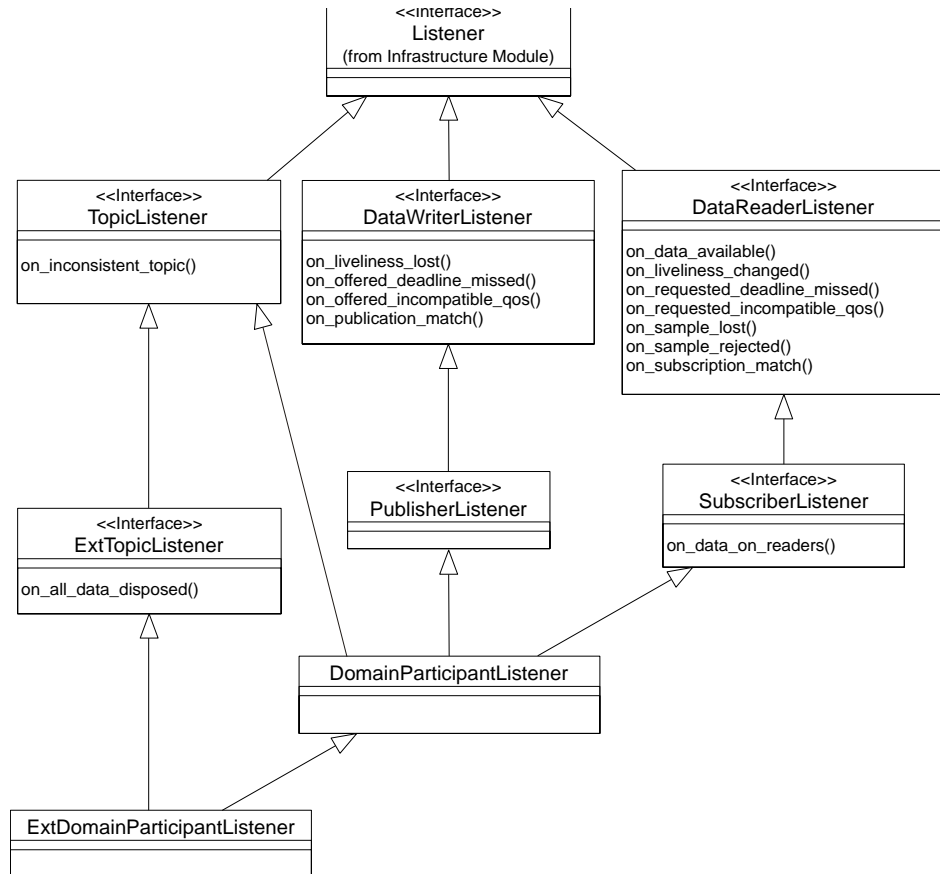 <<Interface>>
Listener
(from Infrastructure Module)
<<Interface>>
TopicListener
on_inconsistent_topic()
<<Interface>>
DataWriterListener
on_liveliness_lost()
on_offered_deadline_missed()
on_offered_incompatible_qos()
on_publication_match()
<<Interface>>
DataReaderListener
on_data_available()
on_liveliness_changed()
on_requested_deadline_missed()
on_requested_incompatible_qos()
on_sample_lost()
on_sample_rejected()
on_subscription_match()
<<Interface>>
ExtTopicListener
on_all_data_disposed()
<<Interface>>
PublisherListener
<<Interface>>
SubscriberListener
on_data_on_readers()
DomainParticipantListener
ExtDomainParticipantListener